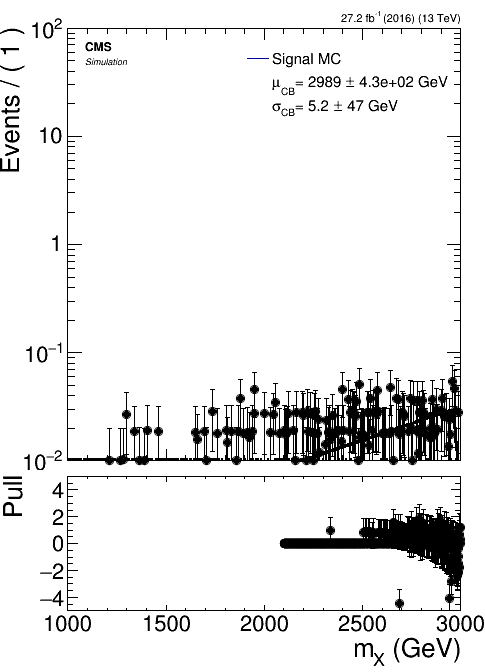 27.2 fb⁻¹ (2016) (13 TeV)
10²
CMS
Simulation
Signal MC
μ_CB = 2989 ± 4.3e+02 GeV
σ_CB = 5.2 ± 47 GeV
Events / ( 1 )
10
1
10⁻¹
10⁻²
Pull
4
2
0
−2
−4
1000 1500 2000 2500 3000
m_X (GeV)